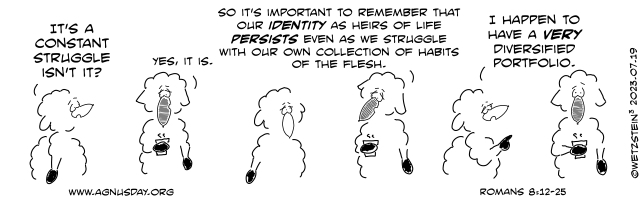 IT'S A
CONSTANT
STRUGGLE
ISN'T IT?
YES, IT IS.
SO IT'S IMPORTANT TO REMEMBER THAT
OUR IDENTITY AS HEIRS OF LIFE
PERSISTS EVEN AS WE STRUGGLE
WITH OUR OWN COLLECTION OF HABITS
OF THE FLESH.
I HAPPEN TO
HAVE A VERY
DIVERSIFIED
PORTFOLIO.
WWW.AGNUSDAY.ORG
ROMANS 8:12-25
©WETZSTEIN³ 2023.07.19